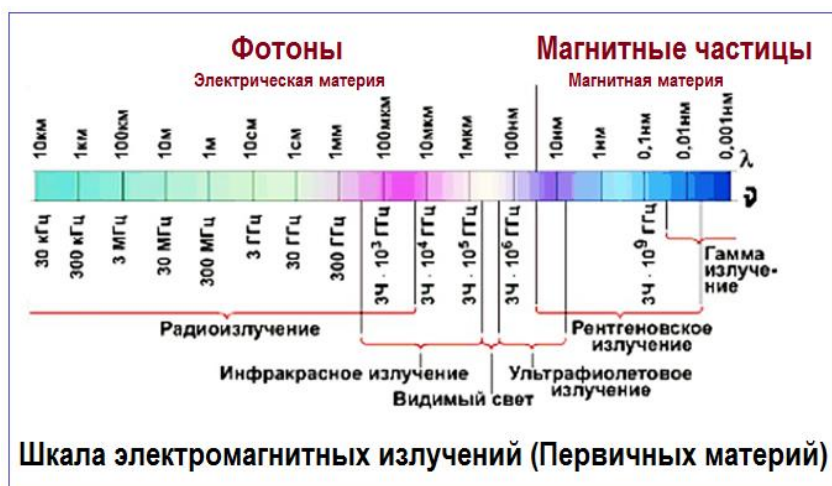 Фотоны
Электрическая материя
Магнитные частицы
Магнитная материя
10км
1км
100км
10м
1м
10см
1см
1мм
100мкм
10мкм
1мкм
100нм
10нм
1нм
0,1нм
0,01нм
0,001нм
λ
ν
30 кГц
300 кГц
3 МГц
30 МГц
300 МГц
3 ГГц
30 ГГц
300 ГГц
3Ч · 10³ ГГц
3Ч · 10⁴ ГГц
3Ч · 10⁵ ГГц
3Ч · 10⁶ ГГц
3Ч · 10⁹ ГГц
Гамма
излуче-
ние
Радиоизлучение
Рентгеновское
излучение
Инфракрасное излучение
Ультрафиолетовое
излучение
Видимый свет
Шкала электромагнитных излучений (Первичных материй)